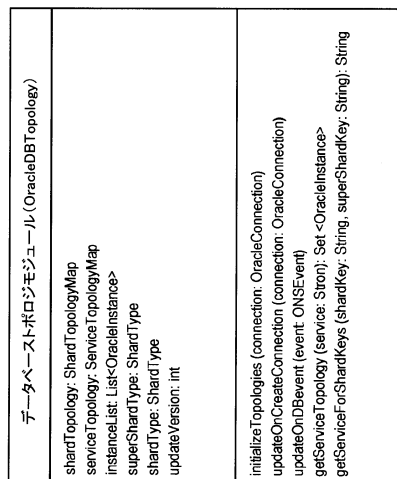 データベーストポロジモジュール(OracleDBTopology)
shardTopology: ShardTopologyMap
serviceTopology: ServiceTopologyMap
instanceList: List<OracleInstance>
superShardType: ShardType
shardType: ShardType
updateVersion: int
initializeTopologies (connection: OracleConnection)
updateOnCreateConnection (connection: OracleConnection)
updateOnDBevent (event: ONSEvent)
getServiceTopology (service: Stron): Set <OracleInstance>
getServiceForShardKeys (shardKey: String, superShardKey: String): String